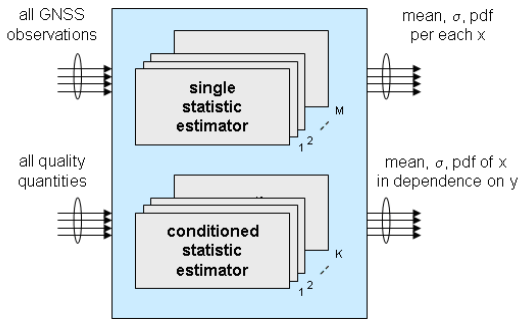 all GNSS
observations
mean, σ, pdf
per each x
single
statistic
estimator
1 2
M
all quality
quantities
mean, σ, pdf of x
in dependence on y
conditioned
statistic
estimator
1 2
K